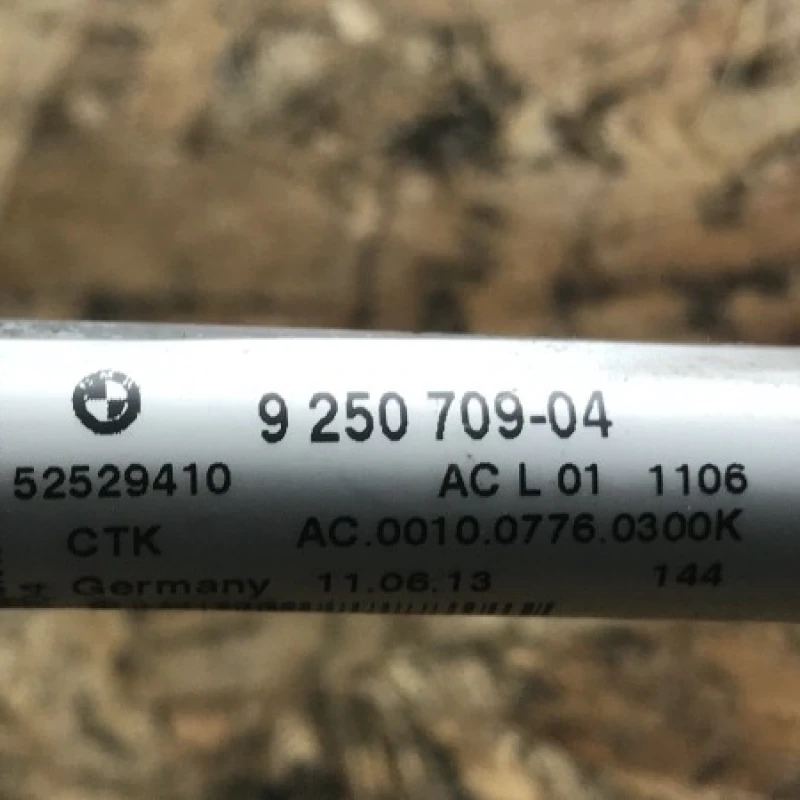 9 250 709-04
52529410 AC L 01 1106
CTK AC.0010.0776.0300K
Germany 11.06.13 144